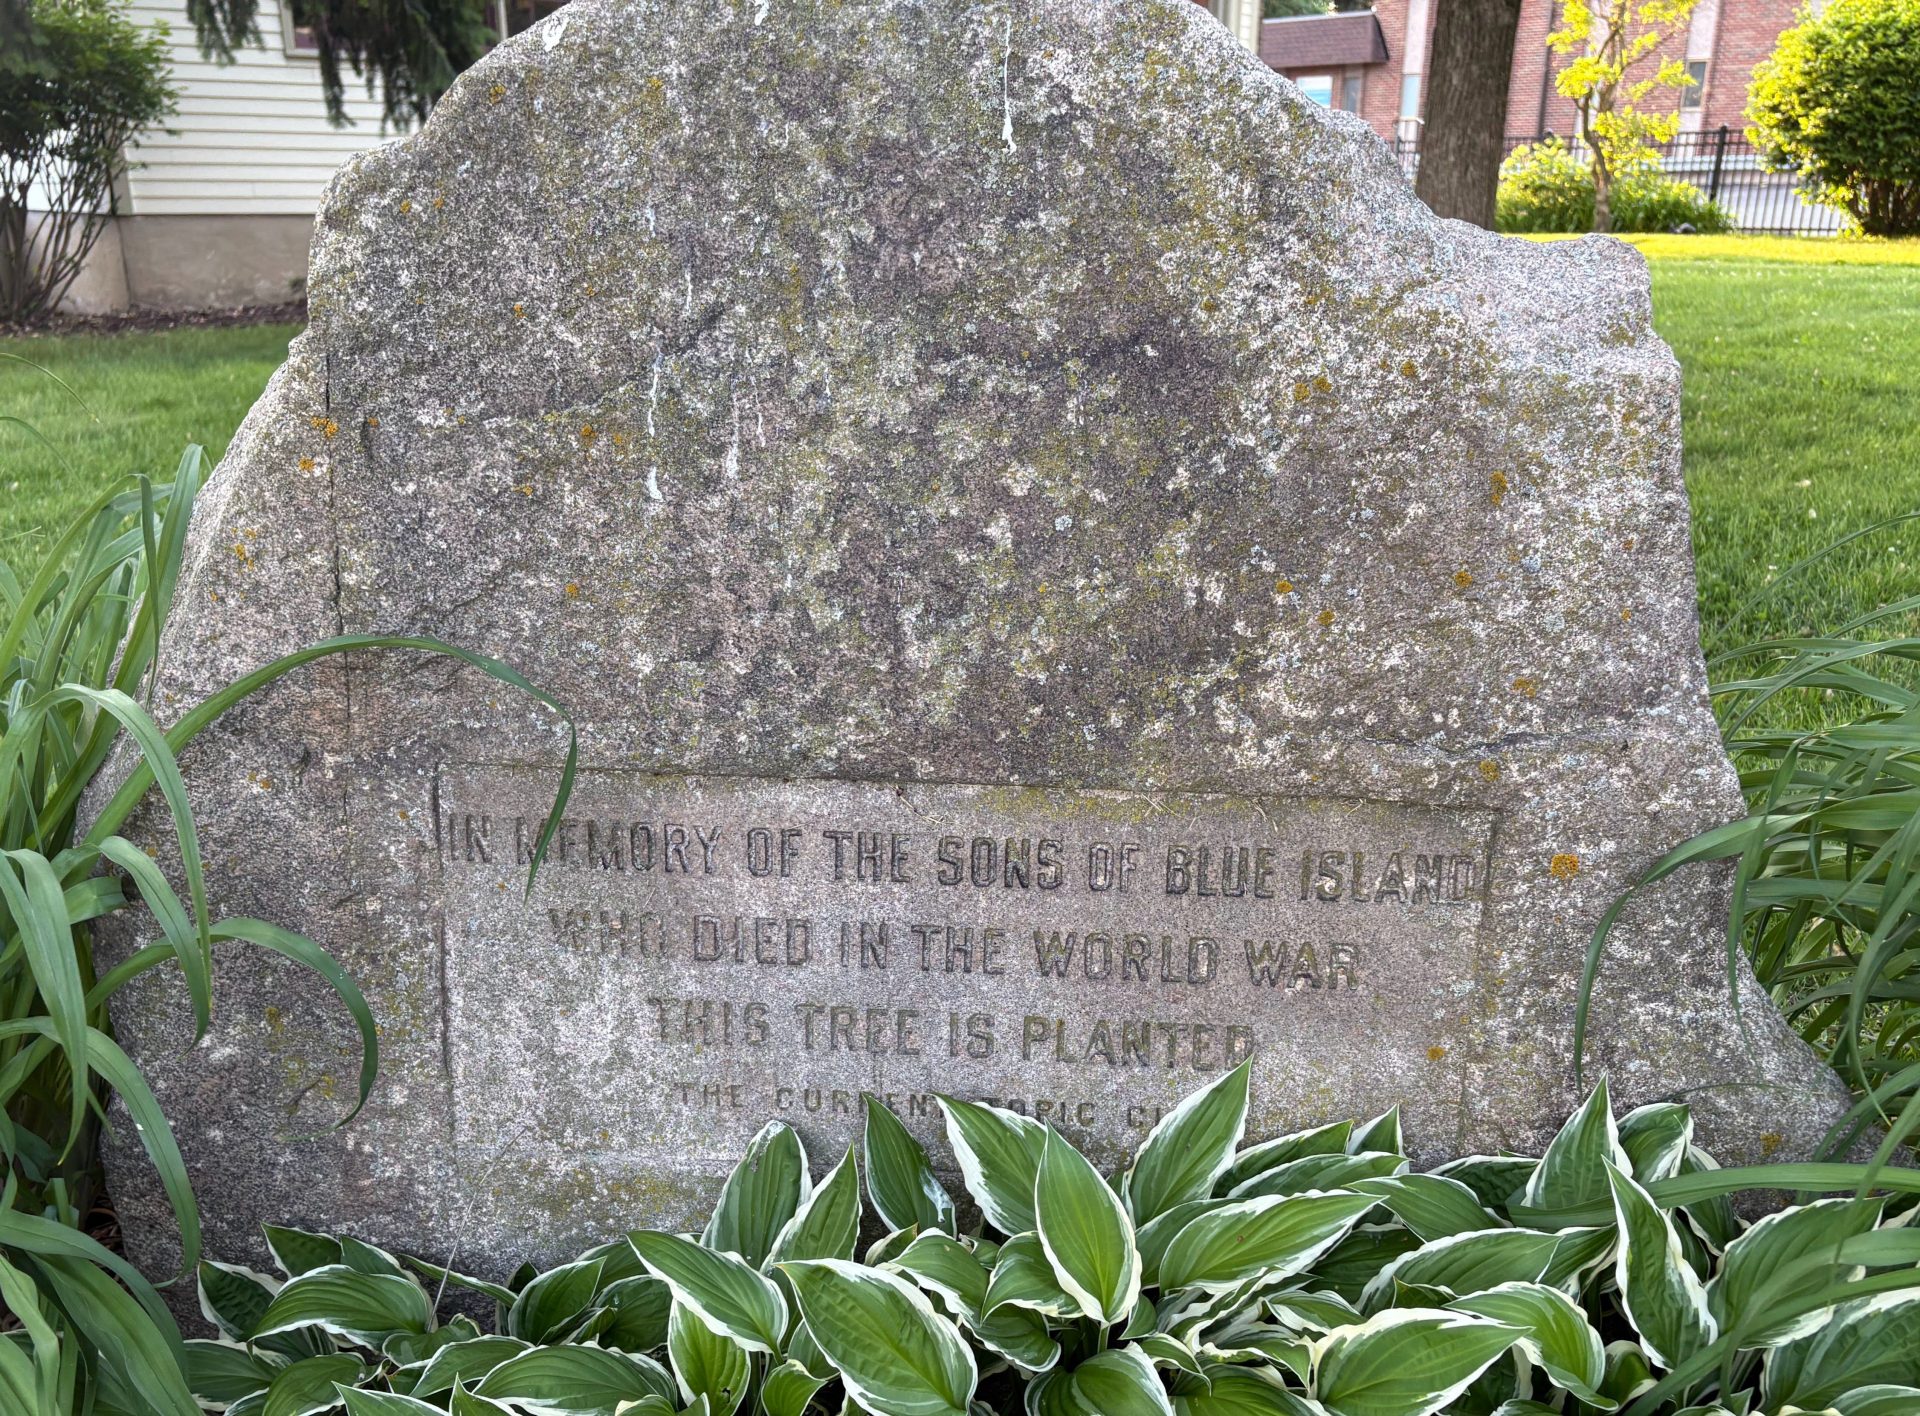 IN MEMORY OF THE SONS OF BLUE ISLAND
WHO DIED IN THE WORLD WAR
THIS TREE IS PLANTED
THE